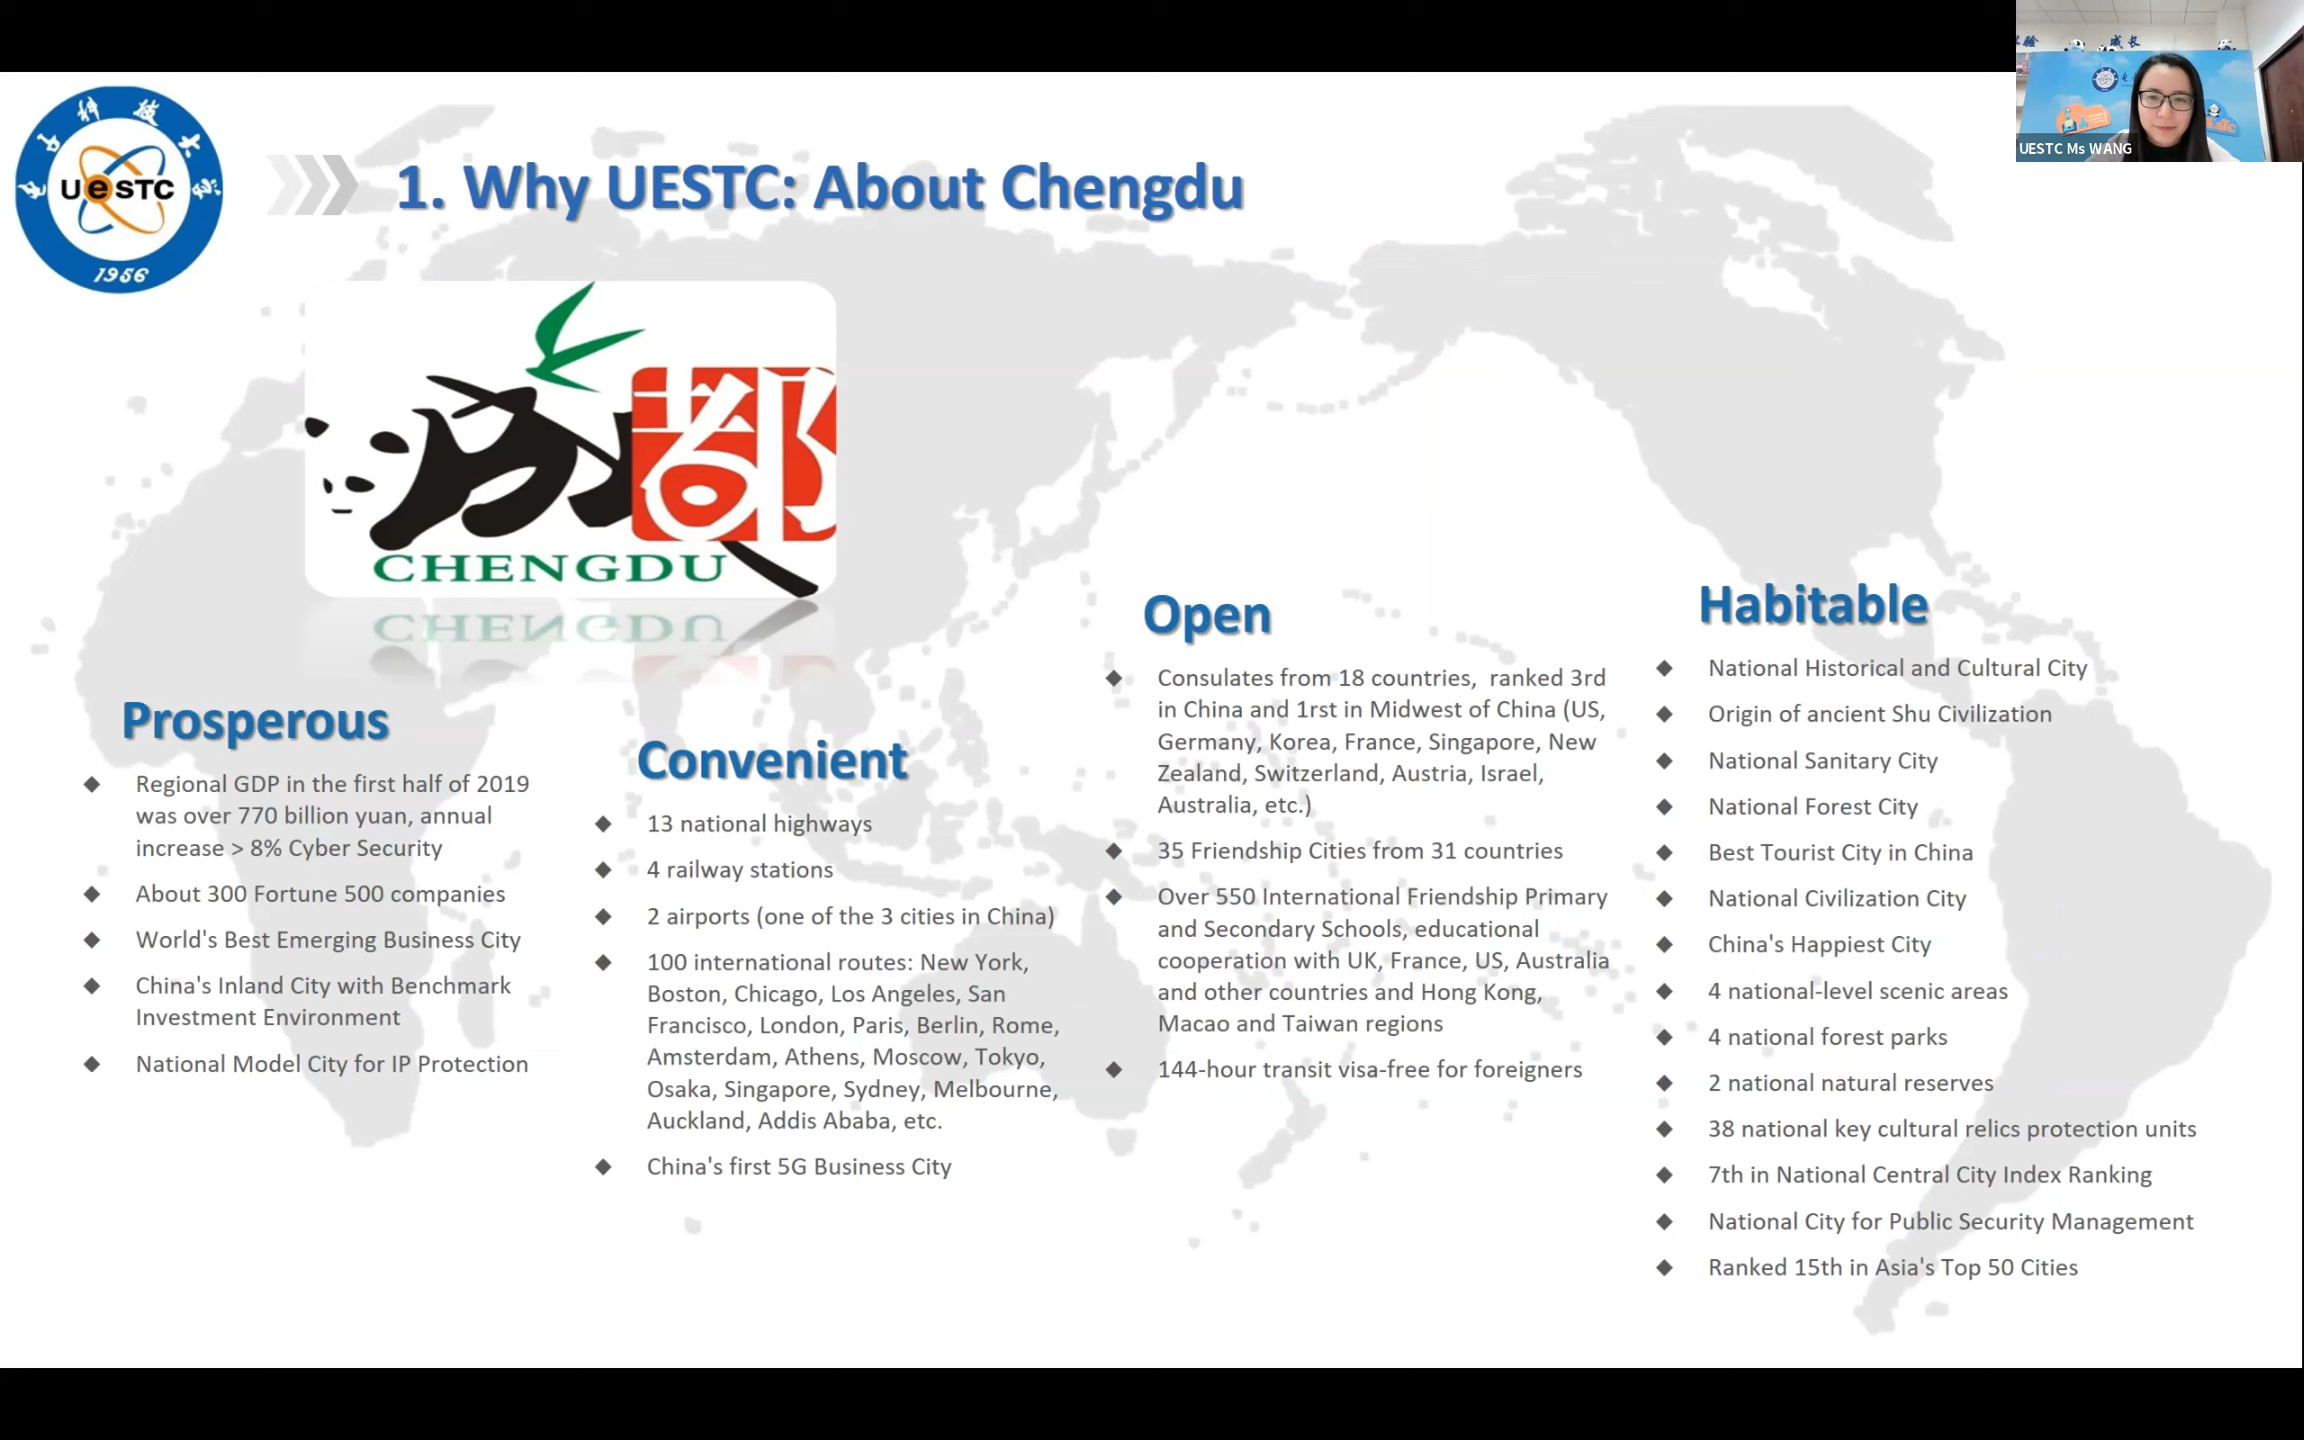 电子科技大学
UeSTC
1956
1. Why UESTC: About Chengdu
成长
UESTC Ms WANG
成都
CHENGDU
Prosperous
Regional GDP in the first half of 2019
was over 770 billion yuan, annual
increase > 8% Cyber Security
About 300 Fortune 500 companies
World's Best Emerging Business City
China's Inland City with Benchmark
Investment Environment
National Model City for IP Protection
Convenient
13 national highways
4 railway stations
2 airports (one of the 3 cities in China)
100 international routes: New York,
Boston, Chicago, Los Angeles, San
Francisco, London, Paris, Berlin, Rome,
Amsterdam, Athens, Moscow, Tokyo,
Osaka, Singapore, Sydney, Melbourne,
Auckland, Addis Ababa, etc.
China's first 5G Business City
Open
Consulates from 18 countries,  ranked 3rd
in China and 1rst in Midwest of China (US,
Germany, Korea, France, Singapore, New
Zealand, Switzerland, Austria, Israel,
Australia, etc.)
35 Friendship Cities from 31 countries
Over 550 International Friendship Primary
and Secondary Schools, educational
cooperation with UK, France, US, Australia
and other countries and Hong Kong,
Macao and Taiwan regions
144-hour transit visa-free for foreigners
Habitable
National Historical and Cultural City
Origin of ancient Shu Civilization
National Sanitary City
National Forest City
Best Tourist City in China
National Civilization City
China's Happiest City
4 national-level scenic areas
4 national forest parks
2 national natural reserves
38 national key cultural relics protection units
7th in National Central City Index Ranking
National City for Public Security Management
Ranked 15th in Asia's Top 50 Cities